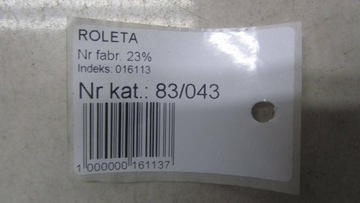 ROLETA
Nr fabr. 23%
Indeks: 016113
Nr kat.: 83/043
1 000000 161137